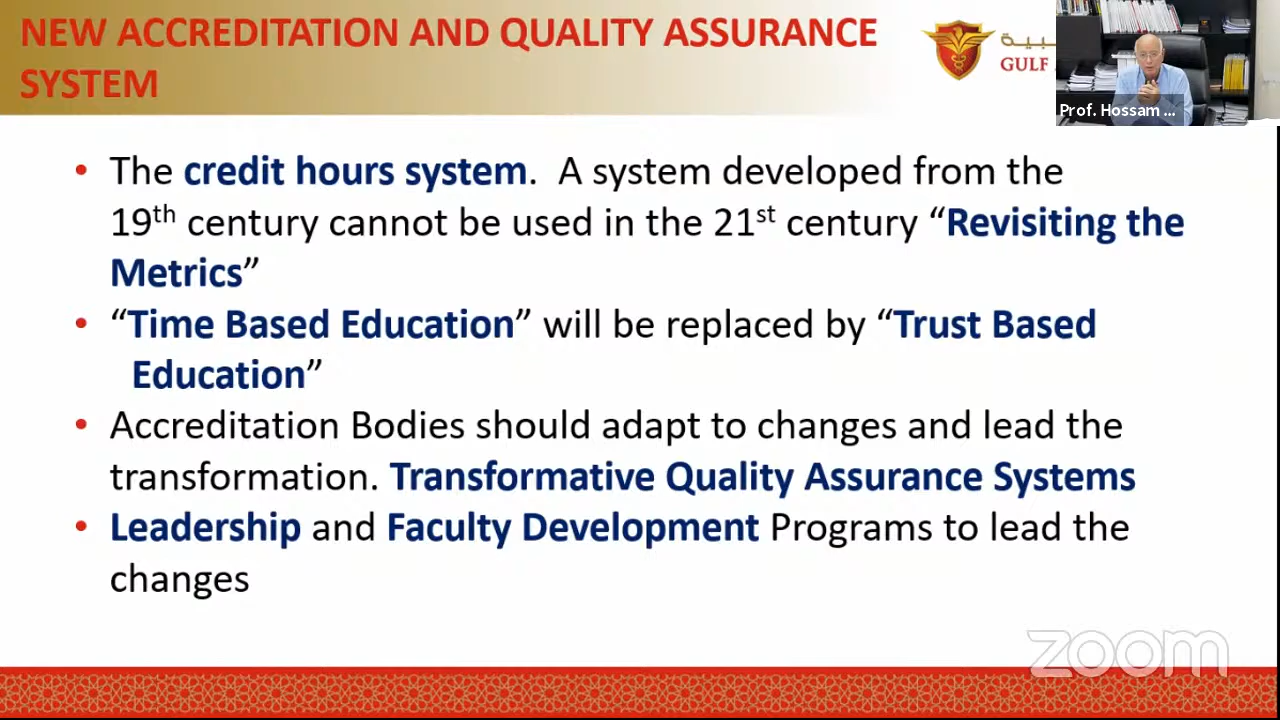 NEW ACCREDITATION AND QUALITY ASSURANCE
SYSTEM
GULF
Prof. Hossam ...
• The credit hours system.  A system developed from the
19th century cannot be used in the 21st century “Revisiting the
Metrics”
• “Time Based Education” will be replaced by “Trust Based
Education”
• Accreditation Bodies should adapt to changes and lead the
transformation. Transformative Quality Assurance Systems
• Leadership and Faculty Development Programs to lead the
changes
zoom